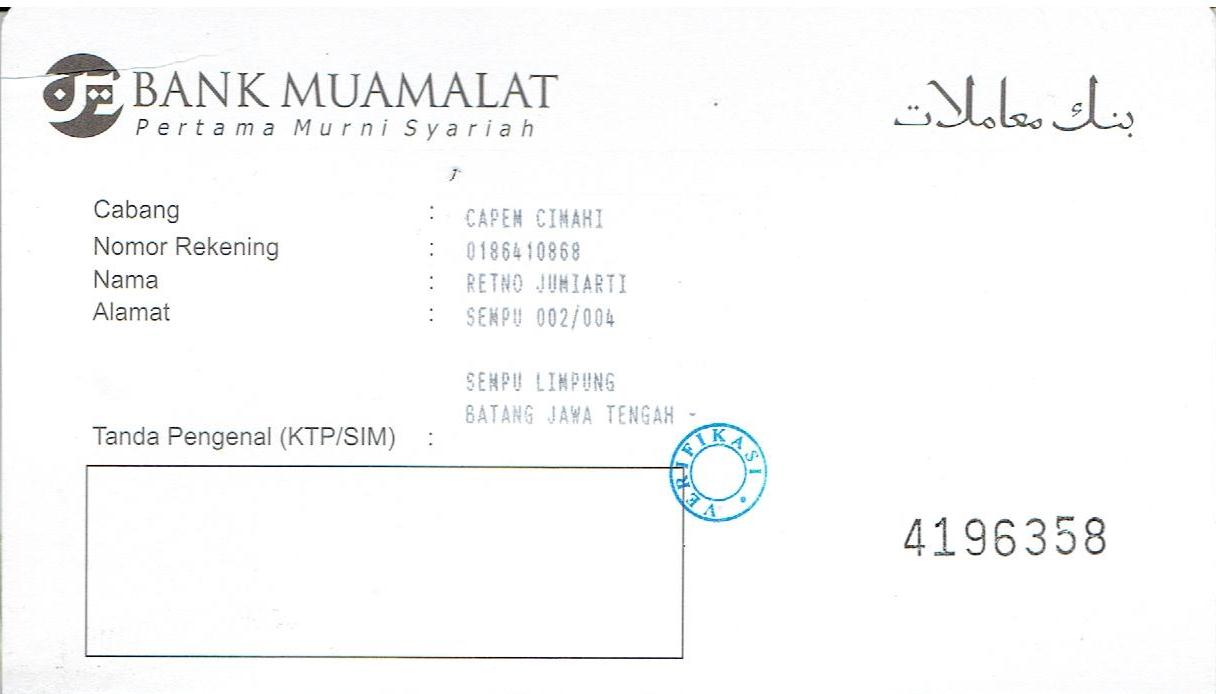 BANK MUAMALAT
Pertama Murni Syariah
بنك معاملات
Cabang : CAPEM CIMAHI
Nomor Rekening : 0186410868
Nama : RETNO JUMIARTI
Alamat : SEMPU 002/004
SEMPU LIMPUNG
BATANG JAWA TENGAH -
Tanda Pengenal (KTP/SIM) :
VERIFIKASI
4196358